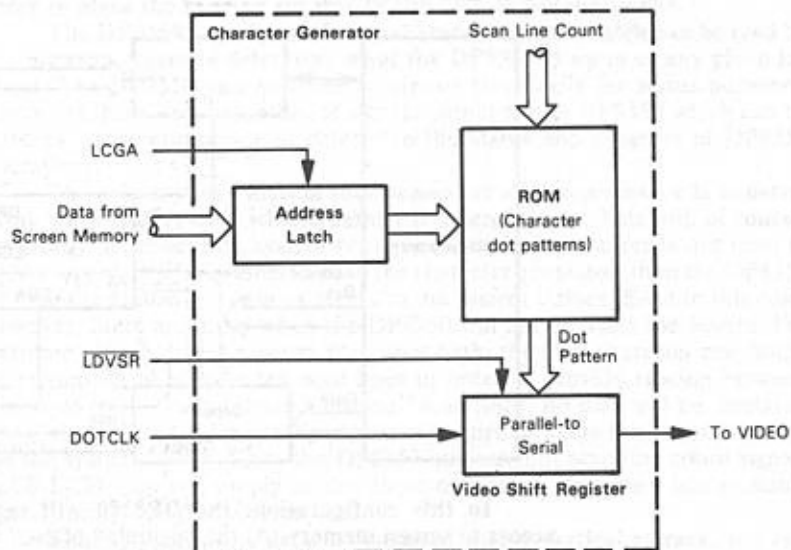 Character Generator
Scan Line Count
LCGA
Data from
Screen Memory
Address
Latch
ROM
(Character
dot patterns)
LDVSR
Dot
Pattern
DOTCLK
Parallel-to
Serial
To VIDEO
Video Shift Register